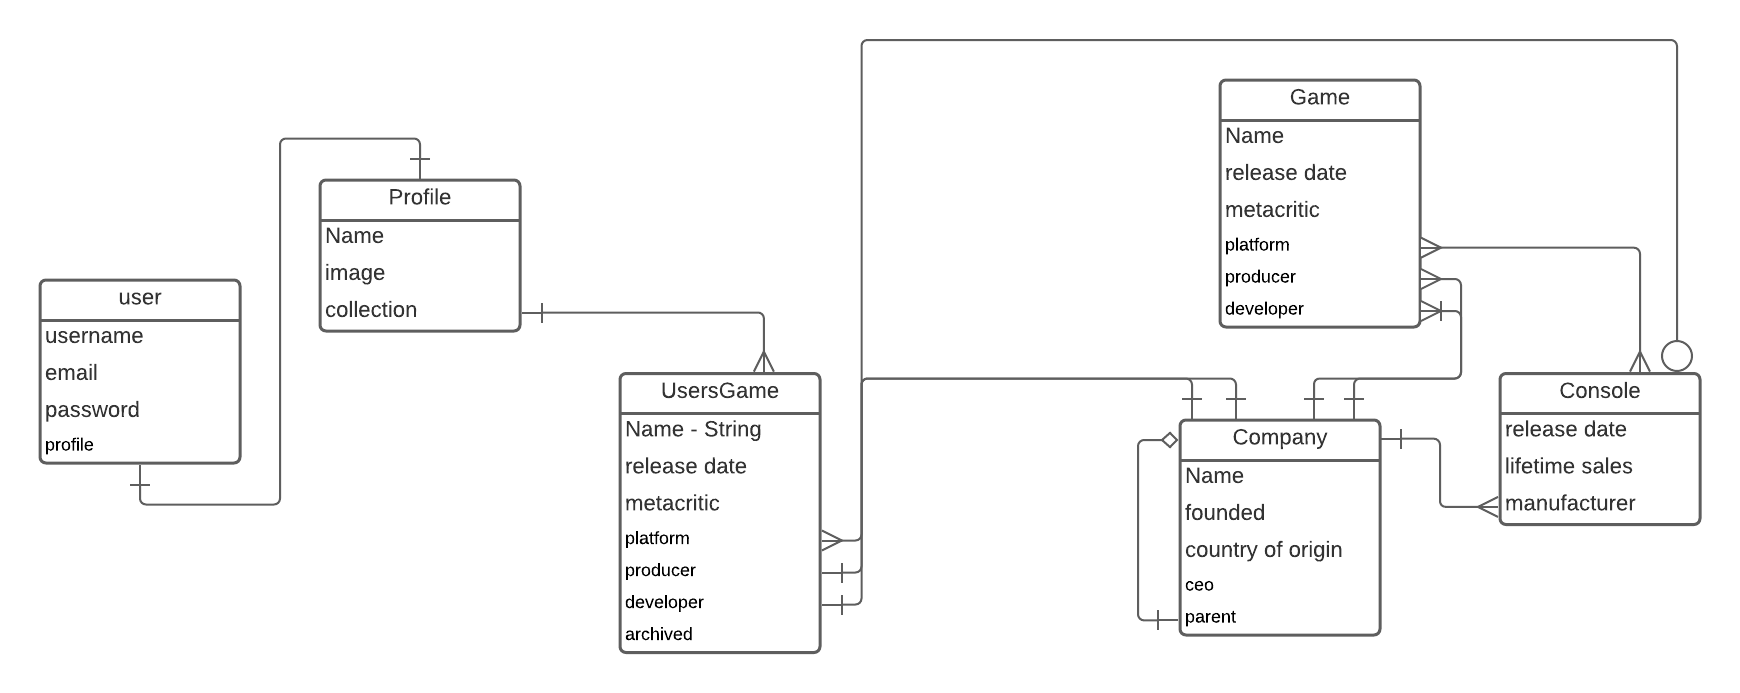 user
username
email
password
profile
Profile
Name
image
collection
UsersGame
Name - String
release date
metacritic
platform
producer
developer
archived
Game
Name
release date
metacritic
platform
producer
developer
Company
Name
founded
country of origin
ceo
parent
Console
release date
lifetime sales
manufacturer